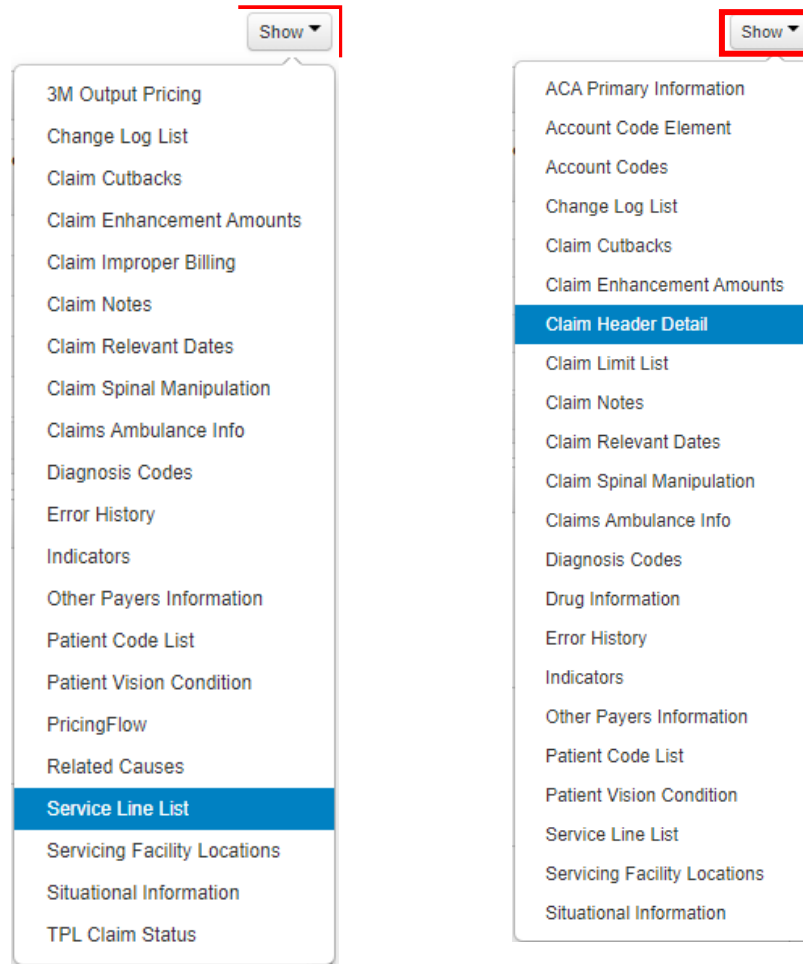 Show
3M Output Pricing
Change Log List
Claim Cutbacks
Claim Enhancement Amounts
Claim Improper Billing
Claim Notes
Claim Relevant Dates
Claim Spinal Manipulation
Claims Ambulance Info
Diagnosis Codes
Error History
Indicators
Other Payers Information
Patient Code List
Patient Vision Condition
PricingFlow
Related Causes
Service Line List
Servicing Facility Locations
Situational Information
TPL Claim Status
Show
ACA Primary Information
Account Code Element
Account Codes
Change Log List
Claim Cutbacks
Claim Enhancement Amounts
Claim Header Detail
Claim Limit List
Claim Notes
Claim Relevant Dates
Claim Spinal Manipulation
Claims Ambulance Info
Diagnosis Codes
Drug Information
Error History
Indicators
Other Payers Information
Patient Code List
Patient Vision Condition
Service Line List
Servicing Facility Locations
Situational Information